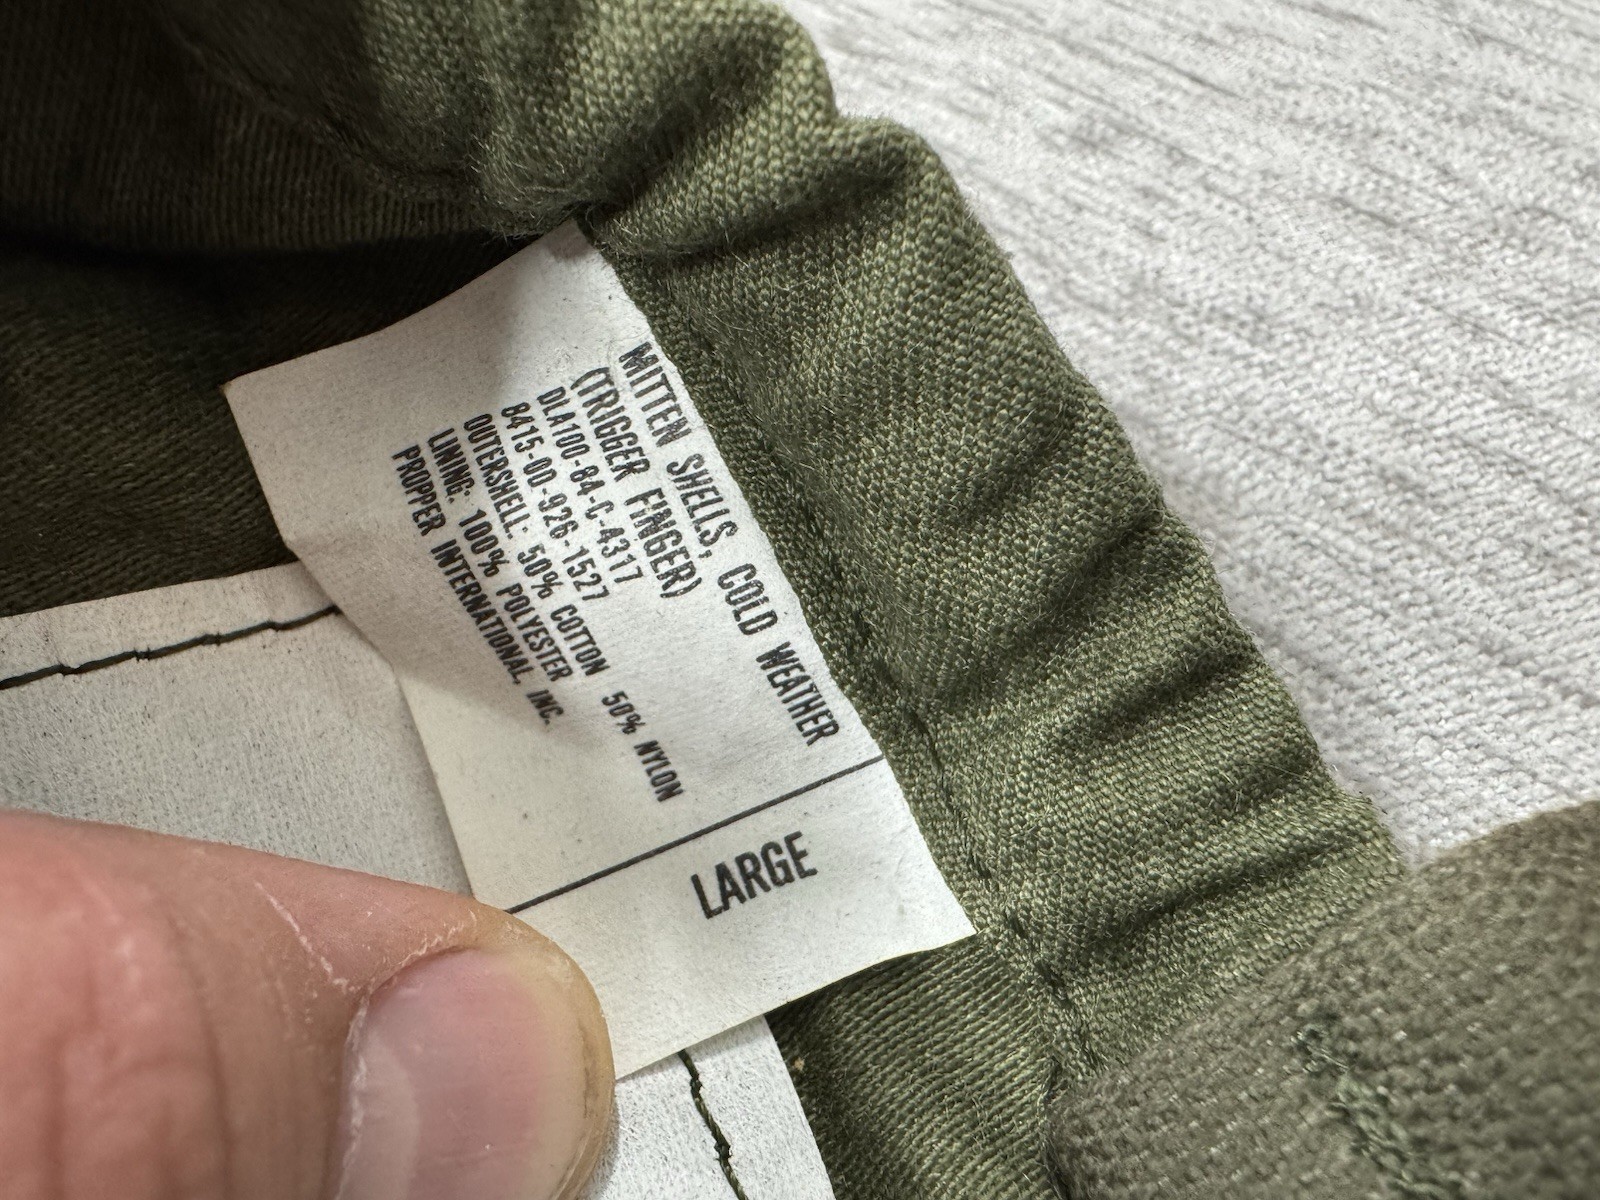 MITTEN SHELLS, COLD WEATHER
(TRIGGER FINGER)
DLA100-84-C-4317
8415-00-926-1527
OUTERSHELL: 50% COTTON 50% NYLON
LINING: 100% POLYESTER
PROPPER INTERNATIONAL, INC.
LARGE